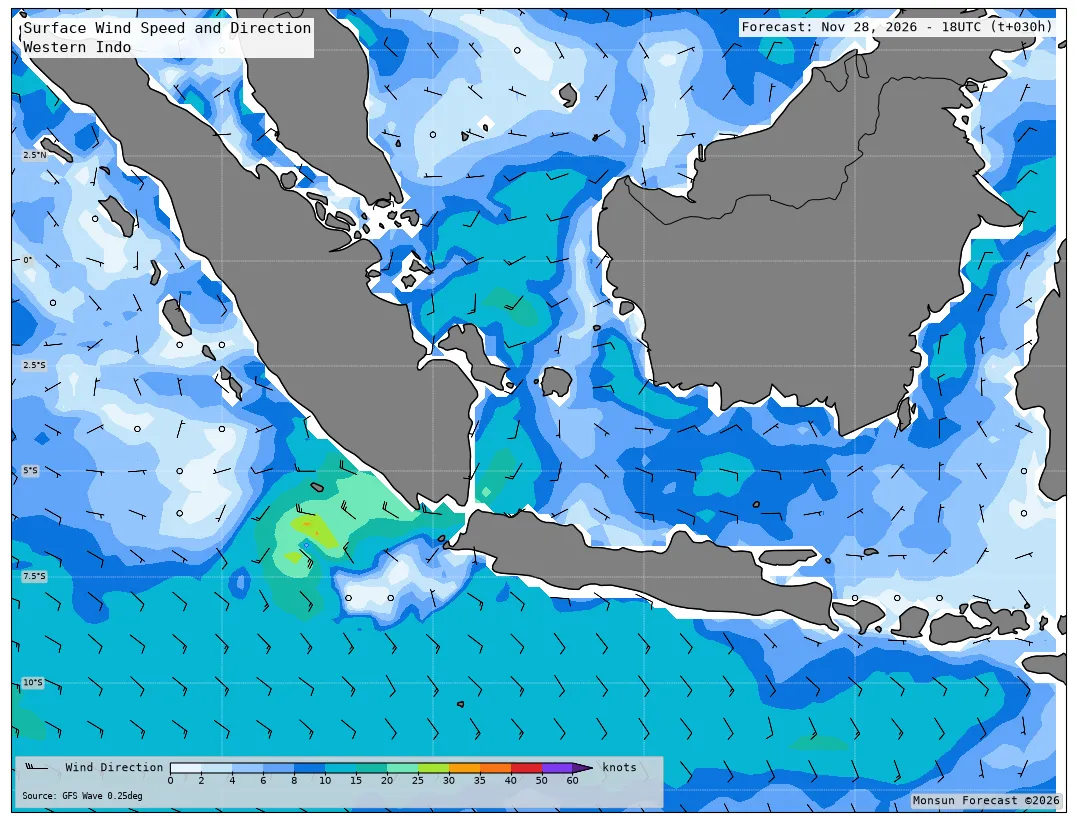 Surface Wind Speed and Direction
Western Indo
Forecast: Nov 28, 2026 - 18UTC (t+030h)
2.5°N
0°
2.5°S
5°S
7.5°S
10°S
Wind Direction
0 2 4 6 8 10 15 20 25 30 40 50 60
knots
Source: GFS Wave 0.25deg
Monsun Forecast ©2026